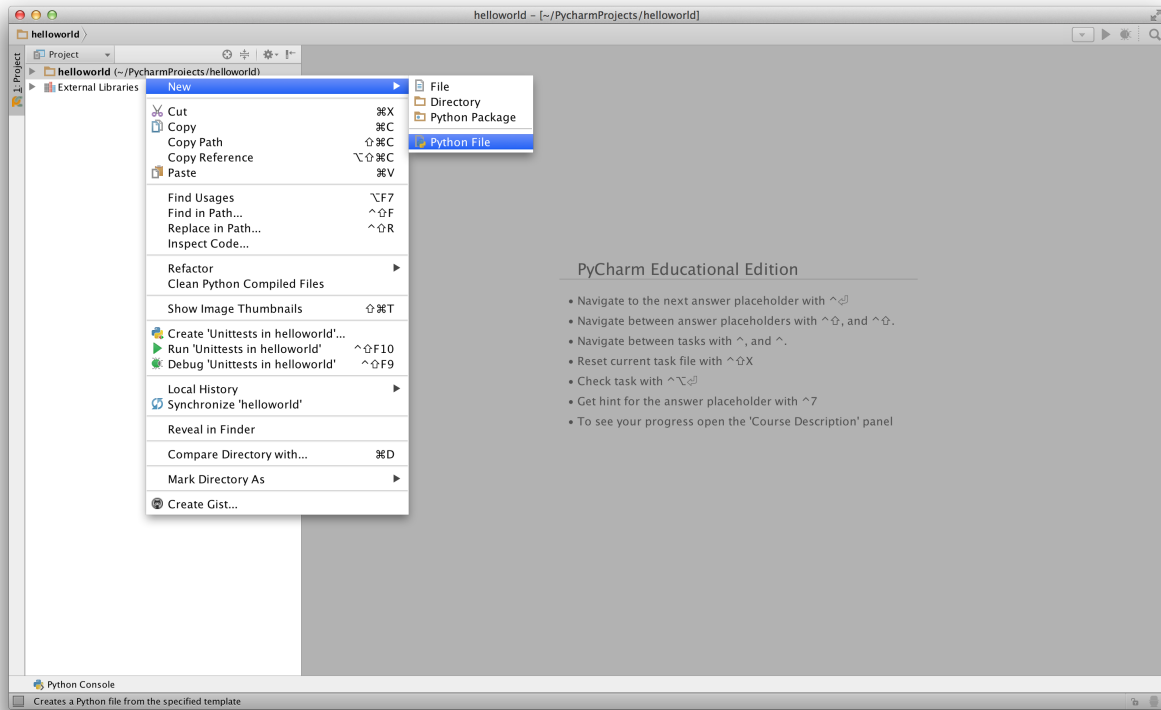 helloworld – [~/PycharmProjects/helloworld]
helloworld
Project
1: Project
helloworld (~/PycharmProjects/helloworld)
External Libraries
New
Cut ⌘X
Copy ⌘C
Copy Path ⇧⌘C
Copy Reference ⌥⇧⌘C
Paste ⌘V
Find Usages ⌥F7
Find in Path... ^⇧F
Replace in Path... ^⇧R
Inspect Code...
Refactor
Clean Python Compiled Files
Show Image Thumbnails ⇧⌘T
Create 'Unittests in helloworld'...
Run 'Unittests in helloworld' ^⇧F10
Debug 'Unittests in helloworld' ^⇧F9
Local History
Synchronize 'helloworld'
Reveal in Finder
Compare Directory with... ⌘D
Mark Directory As
Create Gist...
File
Directory
Python Package
Python File
PyCharm Educational Edition
• Navigate to the next answer placeholder with ^⏎
• Navigate between answer placeholders with ^⇧, and ^⇧.
• Navigate between tasks with ^, and ^.
• Reset current task file with ^⇧X
• Check task with ^⌥⏎
• Get hint for the answer placeholder with ^7
• To see your progress open the 'Course Description' panel
Python Console
Creates a Python file from the specified template